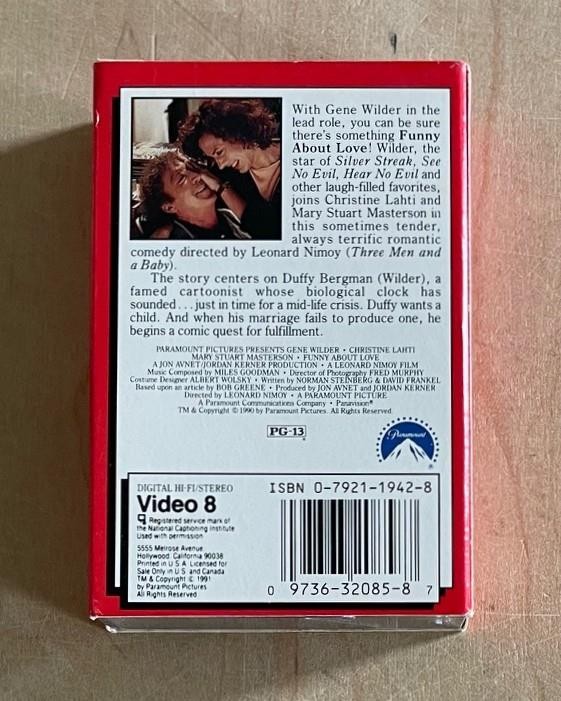 With Gene Wilder in the
lead role, you can be sure
there's something Funny
About Love! Wilder, the
star of Silver Streak, See
No Evil, Hear No Evil and
other laugh-filled favorites,
joins Christine Lahti and
Mary Stuart Masterson in
this sometimes tender,
always terrific romantic
comedy directed by Leonard Nimoy (Three Men and
a Baby).
The story centers on Duffy Bergman (Wilder), a
famed cartoonist whose biological clock has
sounded...just in time for a mid-life crisis. Duffy wants a
child. And when his marriage fails to produce one, he
begins a comic quest for fulfillment.
PARAMOUNT PICTURES PRESENTS GENE WILDER • CHRISTINE LAHTI
MARY STUART MASTERSON • FUNNY ABOUT LOVE
A JON AVNET/JORDAN KERNER PRODUCTION • A LEONARD NIMOY FILM
Music Composed by MILES GOODMAN • Director of Photography FRED MURPHY
Costume Designer ALBERT WOLSKY • Written by NORMAN STEINBERG & DAVID FRANKEL
Based upon an article by BOB GREENE • Produced by JON AVNET and JORDAN KERNER
Directed by LEONARD NIMOY • A PARAMOUNT PICTURE
A Paramount Communications Company • Panavision®
TM & Copyright © 1990 by Paramount Pictures. All Rights Reserved.
PG-13
Paramount
®
DIGITAL HI-FI/STEREO
Video 8
Registered service mark of
the National Captioning Institute
Used with permission
5555 Melrose Avenue
Hollywood, California 90038
Printed in U.S.A. Licensed for
Sale Only in U.S. and Canada
TM & Copyright © 1991
by Paramount Pictures
All Rights Reserved
ISBN 0-7921-1942-8
0 9736-32085-8 7